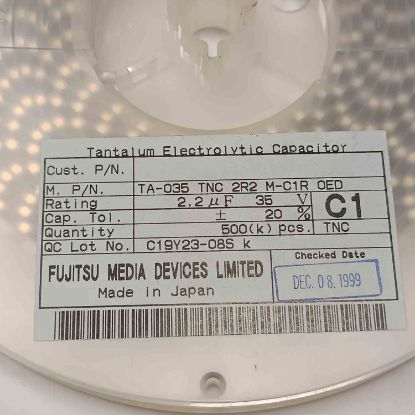 Tantalum Electrolytic Capacitor
Cust. P/N.
M. P/N. TA-035 TNC 2R2 M-C1R OED
Rating 2.2μF 35 V
Cap. Tol. ± 20 %
C1
Quantity 500(k) pcs. TNC
QC Lot No. C19Y23-08S k
FUJITSU MEDIA DEVICES LIMITED
Made in Japan
Checked Date
DEC. 08. 1999